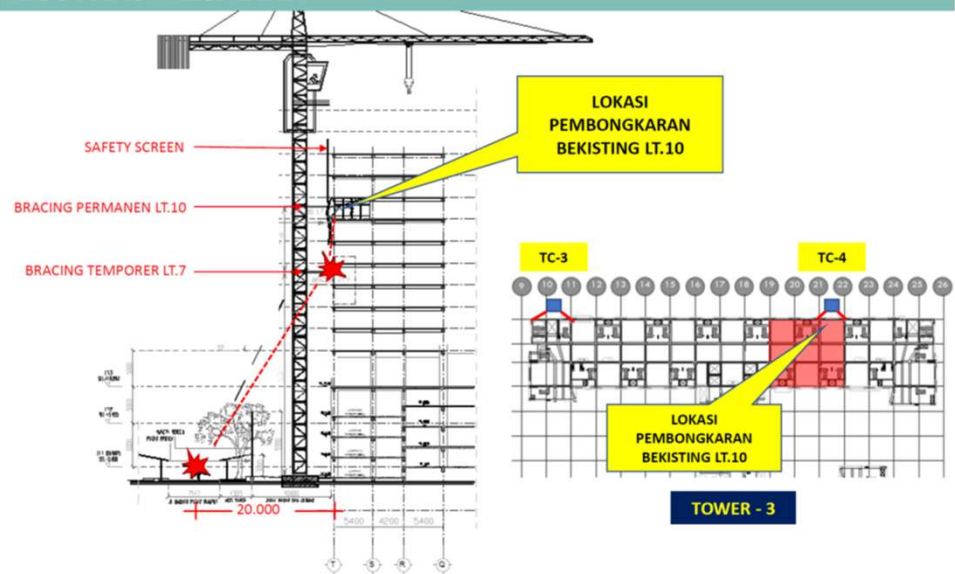 LOKASI
PEMBONGKARAN
BEKISTING LT.10
SAFETY SCREEN
BRACING PERMANEN LT.10
BRACING TEMPORER LT.7
TC-3
TC-4
9 10 11 12 13 14 15 16 17 18 19 20 21 22 23 24 25 26
LOKASI
PEMBONGKARAN
BEKISTING LT.10
TOWER - 3
20.000
5400 4200 5400
T S R Q